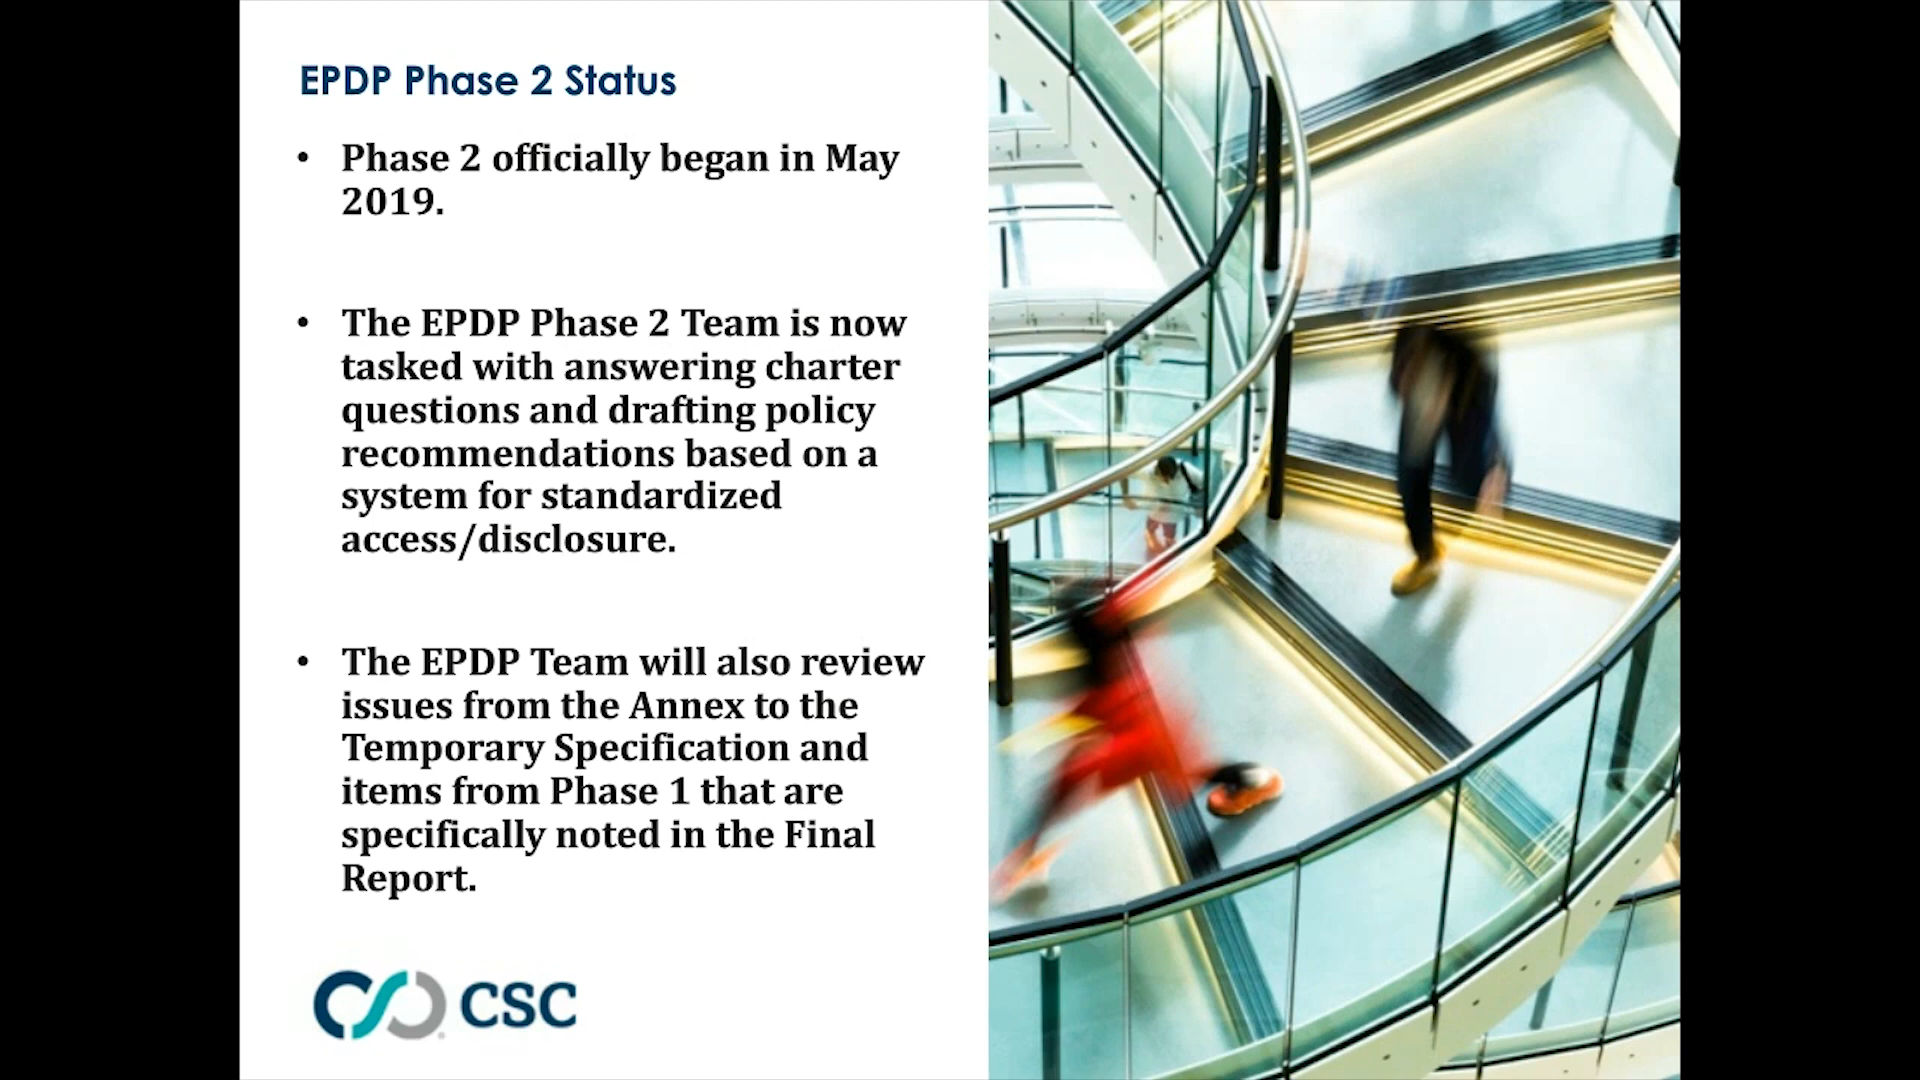 EPDP Phase 2 Status
• Phase 2 officially began in May
2019.
• The EPDP Phase 2 Team is now
tasked with answering charter
questions and drafting policy
recommendations based on a
system for standardized
access/disclosure.
• The EPDP Team will also review
issues from the Annex to the
Temporary Specification and
items from Phase 1 that are
specifically noted in the Final
Report.
CSC